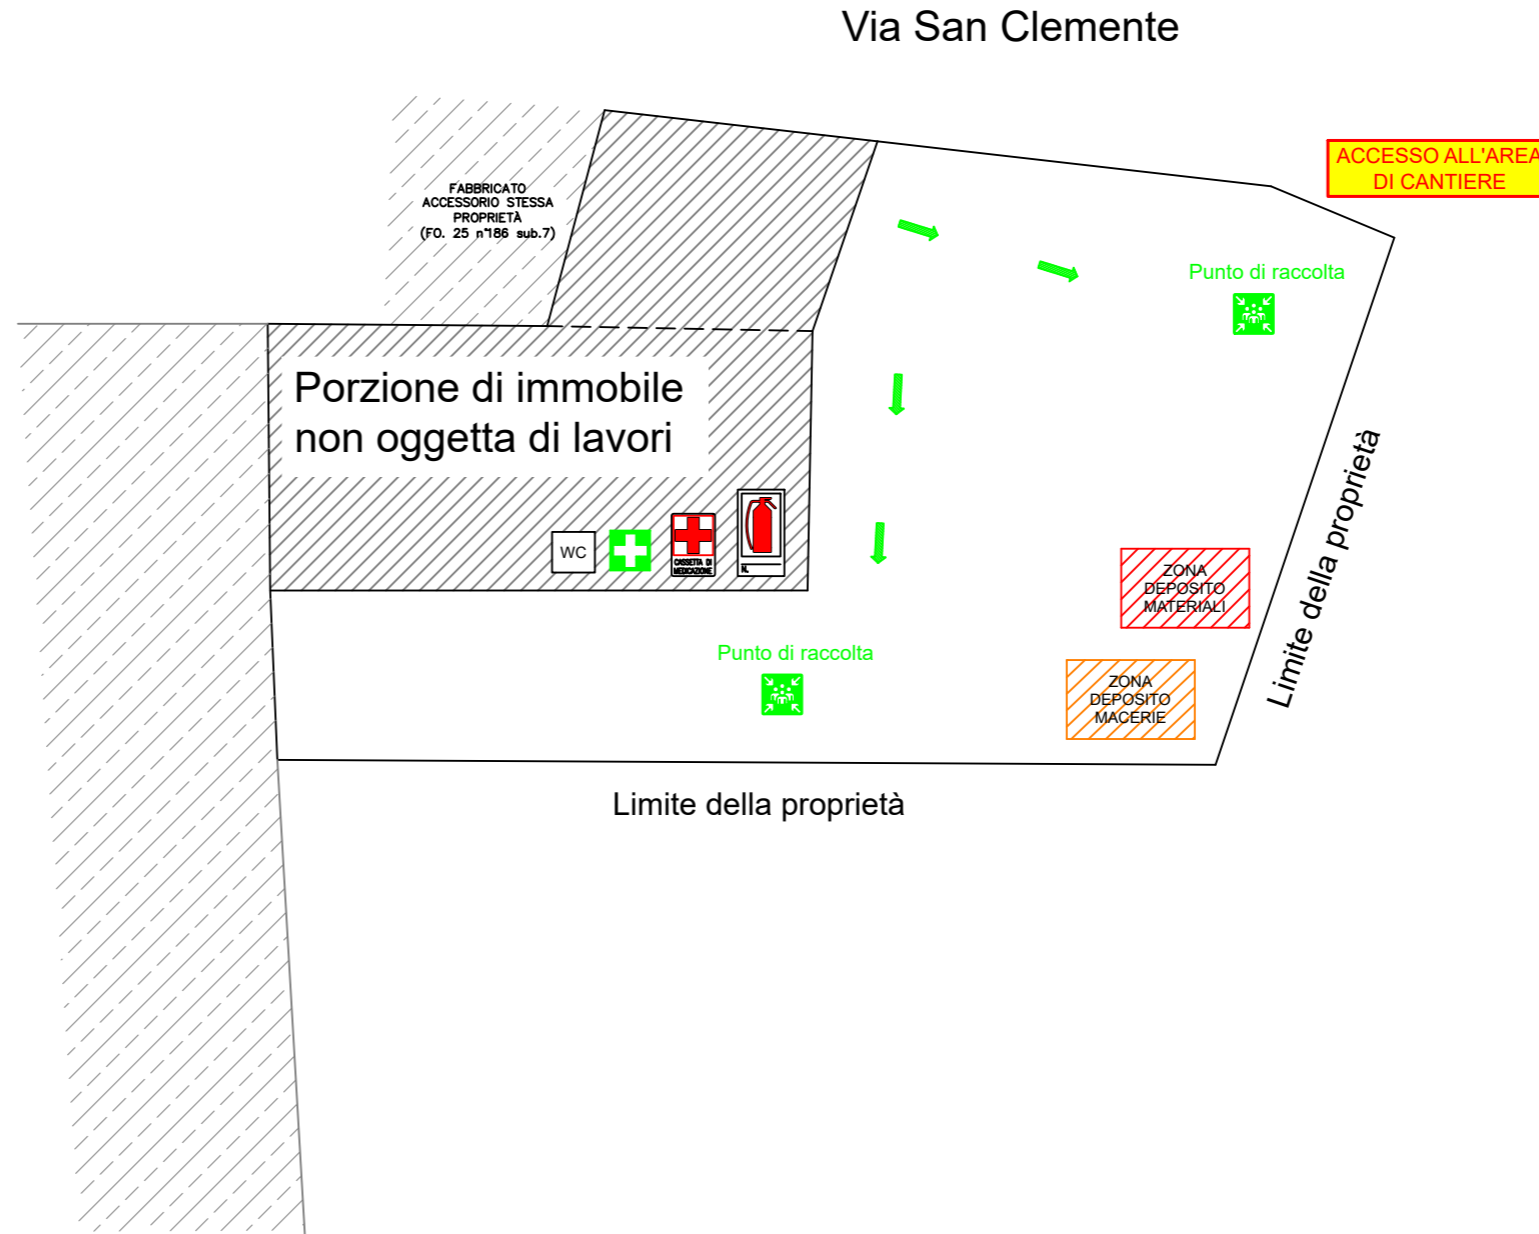 Via San Clemente
ACCESSO ALL'AREA
DI CANTIERE
FABBRICATO
ACCESSORIO STESSA
PROPRIETÀ
(FO. 25 n°186 sub.7)
Punto di raccolta
Porzione di immobile
non oggetta di lavori
WC
CASSETTA DI
MEDICAZIONE
N.
Limite della proprietà
ZONA
DEPOSITO
MATERIALI
Punto di raccolta
ZONA
DEPOSITO
MACERIE
Limite della proprietà